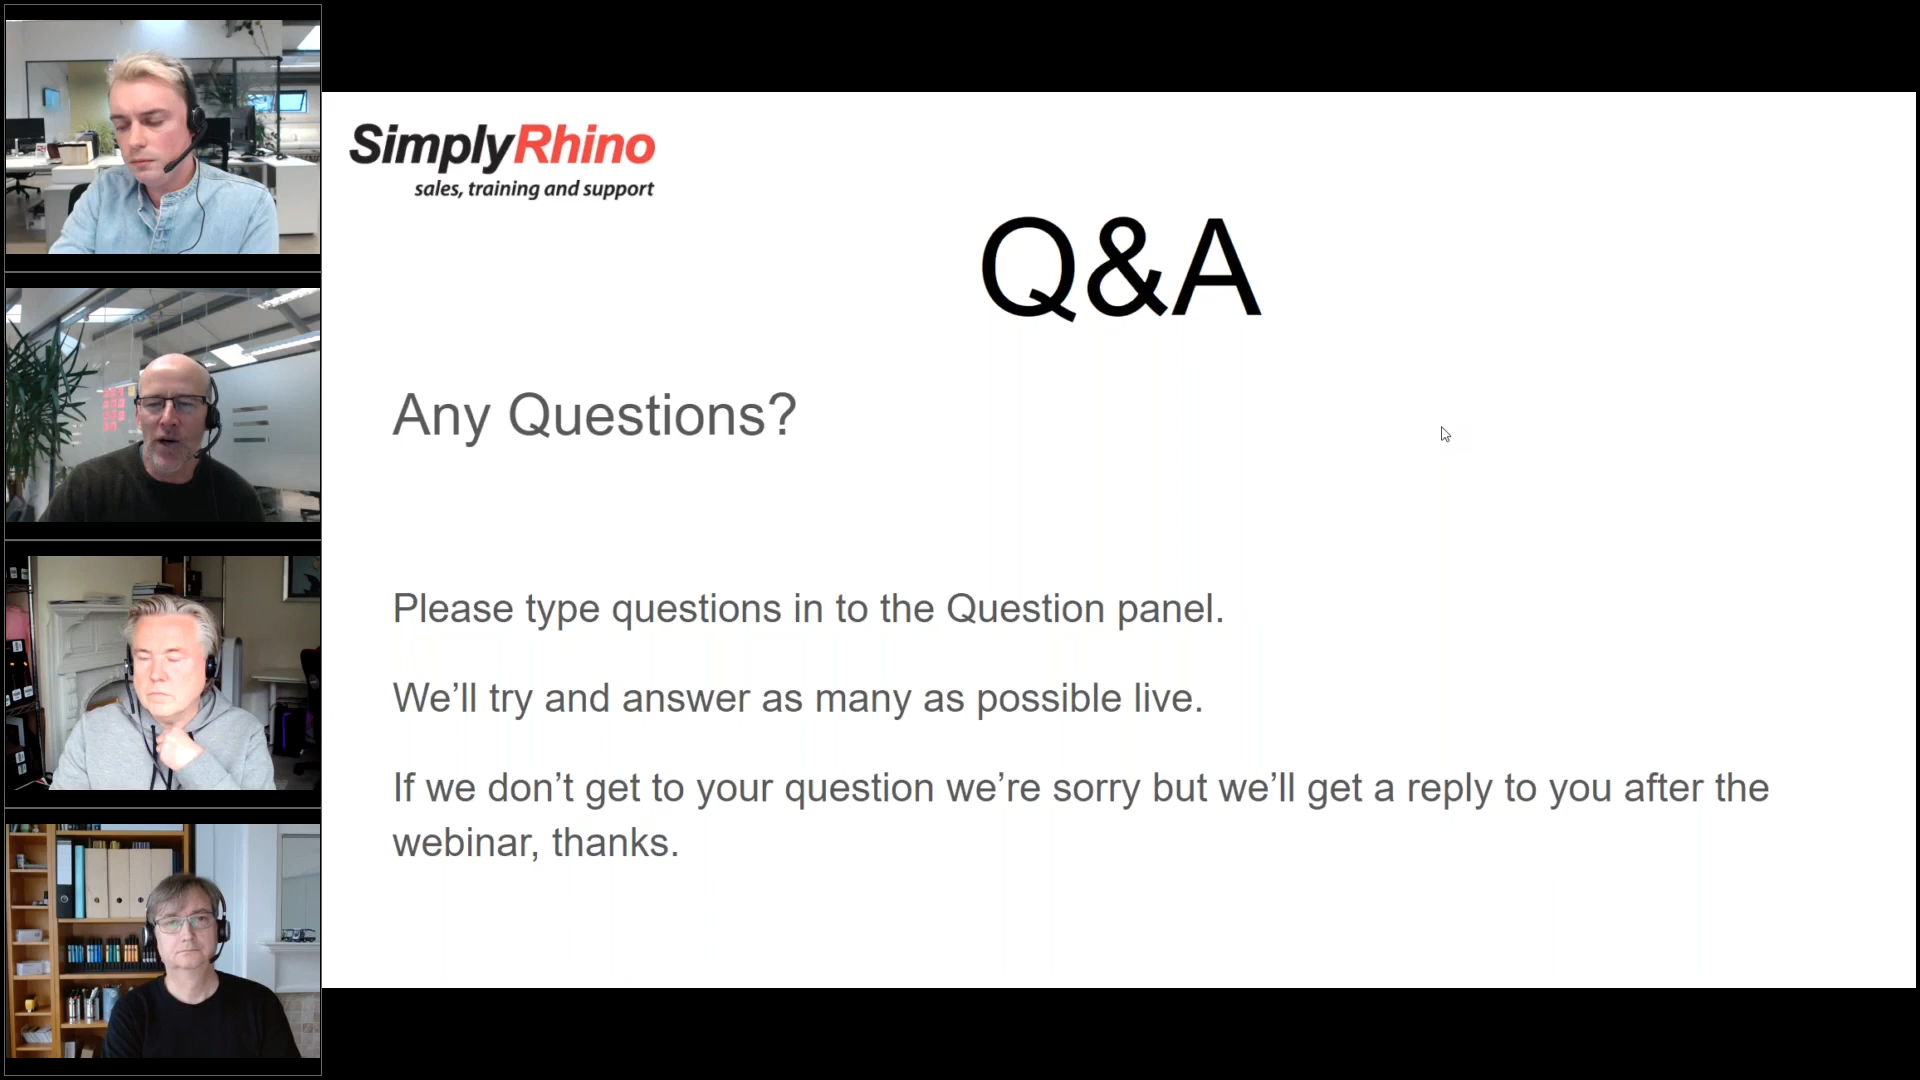 SimplyRhino
sales, training and support
Q&A
Any Questions?
Please type questions in to the Question panel.
We’ll try and answer as many as possible live.
If we don’t get to your question we’re sorry but we’ll get a reply to you after the
webinar, thanks.